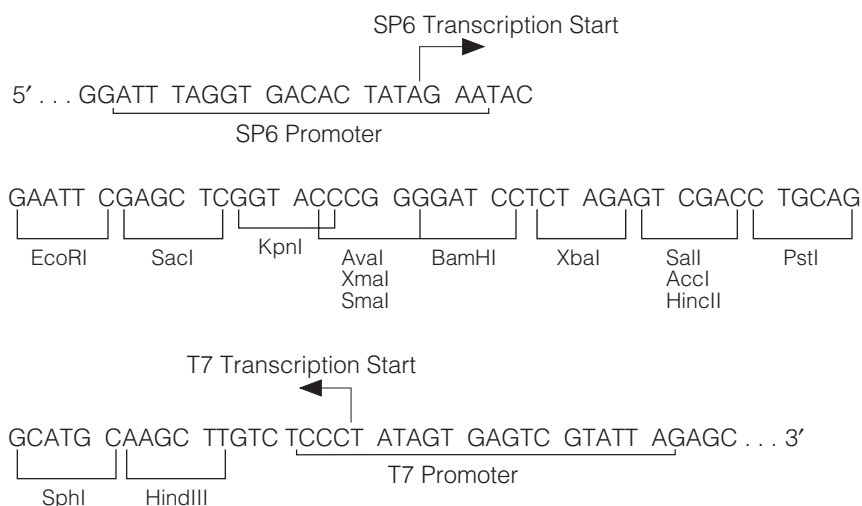 SP6 Transcription Start
5′ . . . GGATT TAGGT GACAC TATAG AATAC
SP6 Promoter
GAATT CGAGC TCGGT ACCCG GGGAT CCTCT AGAGT CGACC TGCAG
EcoRI SacI KpnI AvaI BamHI XbaI SalI PstI
XmaI AccI
SmaI HincII
T7 Transcription Start
GCATG CAAGC TTGTC TCCCT ATAGT GAGTC GTATT AGAGC . . . 3′
T7 Promoter
SphI HindIII